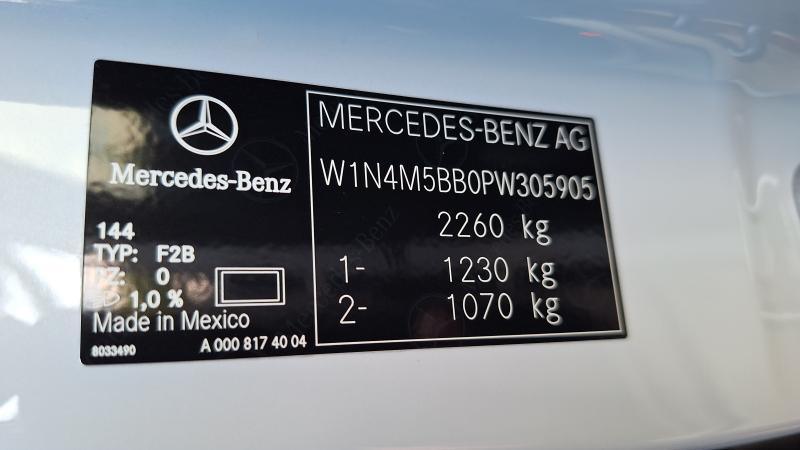 Mercedes-Benz
144
TYP: F2B
Z: 0
1,0 %
Made in Mexico
8033490
A 000 817 40 04
MERCEDES-BENZ AG
W1N4M5BB0PW305905
2260 kg
1- 1230 kg
2- 1070 kg